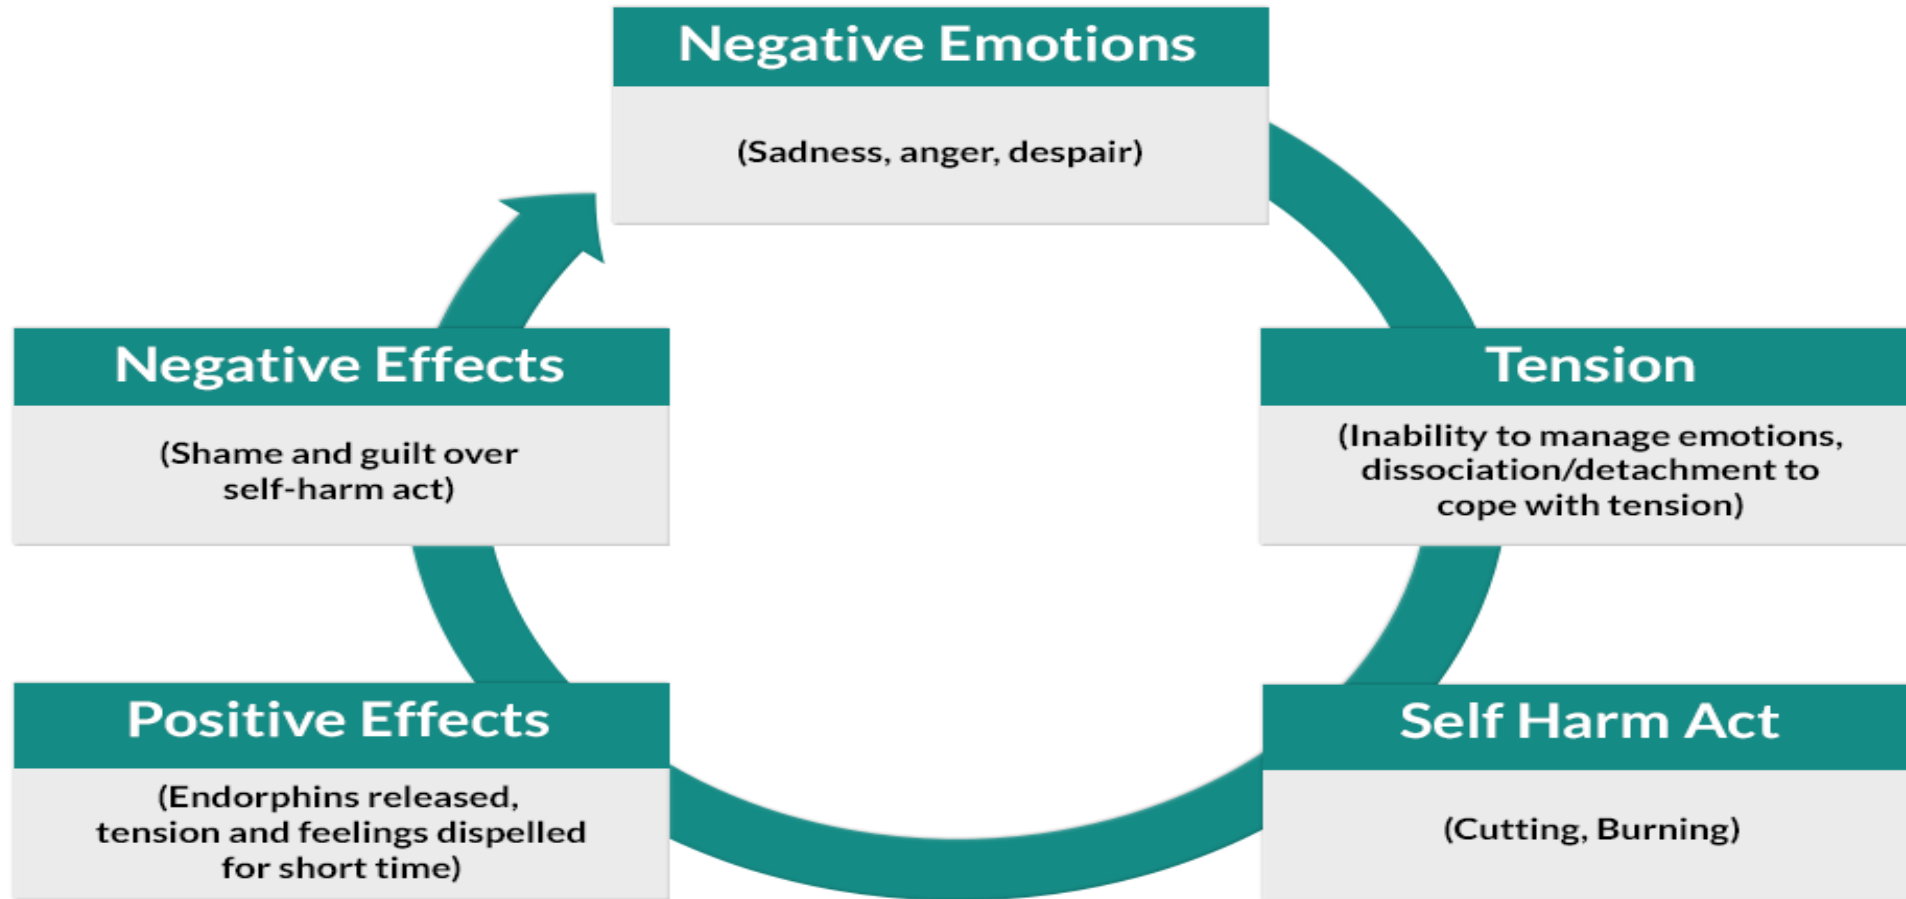 Negative Emotions
(Sadness, anger, despair)
Tension
(Inability to manage emotions,
dissociation/detachment to
cope with tension)
Self Harm Act
(Cutting, Burning)
Positive Effects
(Endorphins released,
tension and feelings dispelled
for short time)
Negative Effects
(Shame and guilt over
self-harm act)